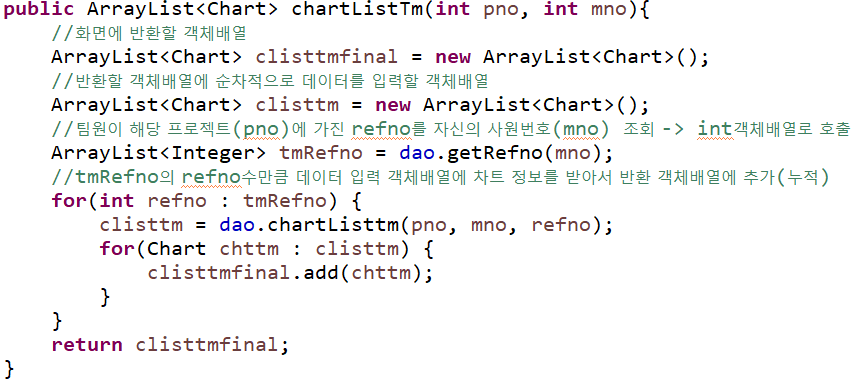 public ArrayList<Chart> chartListTm(int pno, int mno){
//화면에 반환할 객체배열
ArrayList<Chart> clisttmfinal = new ArrayList<Chart>();
//반환할 객체배열에 순차적으로 데이터를 입력할 객체배열
ArrayList<Chart> clisttm = new ArrayList<Chart>();
//팀원이 해당 프로젝트(pno)에 가진 refno를 자신의 사원번호(mno) 조회 -> int객체배열로 호출
ArrayList<Integer> tmRefno = dao.getRefno(mno);
//tmRefno의 refno수만큼 데이터 입력 객체배열에 차트 정보를 받아서 반환 객체배열에 추가(누적)
for(int refno : tmRefno) {
clisttm = dao.chartListtm(pno, mno, refno);
for(Chart chttm : clisttm) {
clisttmfinal.add(chttm);
}
}
return clisttmfinal;
}